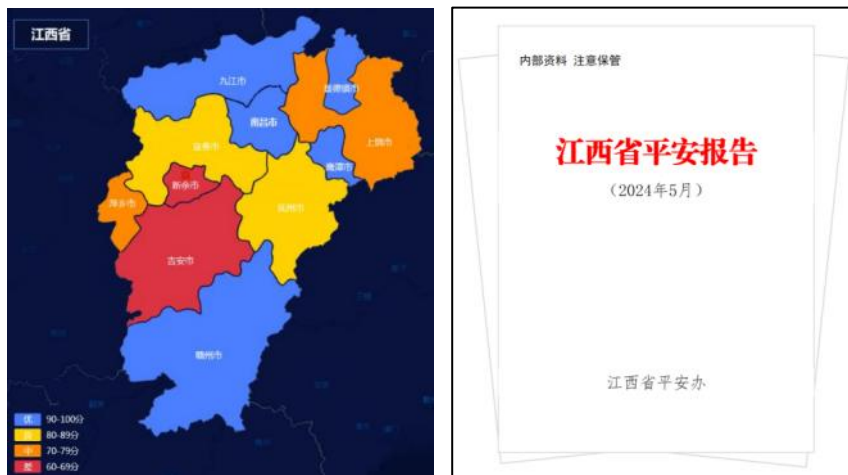 江西省
九江市
景德镇市
南昌市
上饶市
宜春市
鹰潭市
新余市
萍乡市
抚州市
吉安市
赣州市
优 90-100分
良 80-89分
中 70-79分
差 60-69分
内部资料 注意保管
江西省平安报告
（2024年5月）
江西省平安办